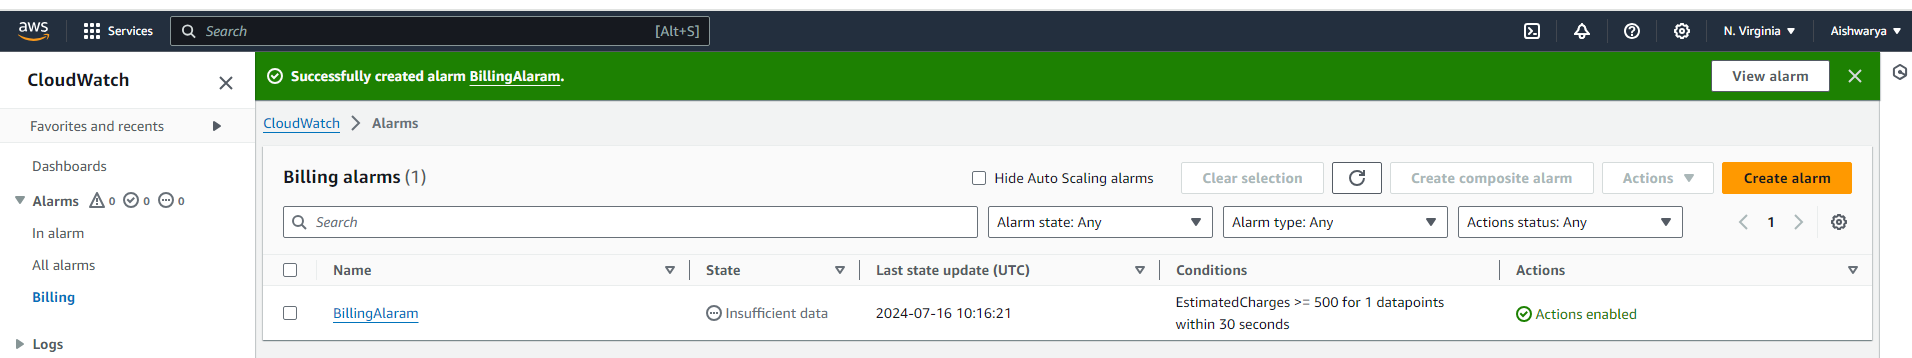 aws
Services
Search
[Alt+S]
N. Virginia
Aishwarya
CloudWatch
Favorites and recents
Dashboards
Alarms 0 0 0
In alarm
All alarms
Billing
Logs
Successfully created alarm BillingAlaram.
View alarm
CloudWatch > Alarms
Billing alarms (1)
Hide Auto Scaling alarms
Clear selection
Create composite alarm
Actions
Create alarm
Search
Alarm state: Any
Alarm type: Any
Actions status: Any
1
Name
State
Last state update (UTC)
Conditions
Actions
BillingAlaram
Insufficient data
2024-07-16 10:16:21
EstimatedCharges >= 500 for 1 datapoints
within 30 seconds
Actions enabled